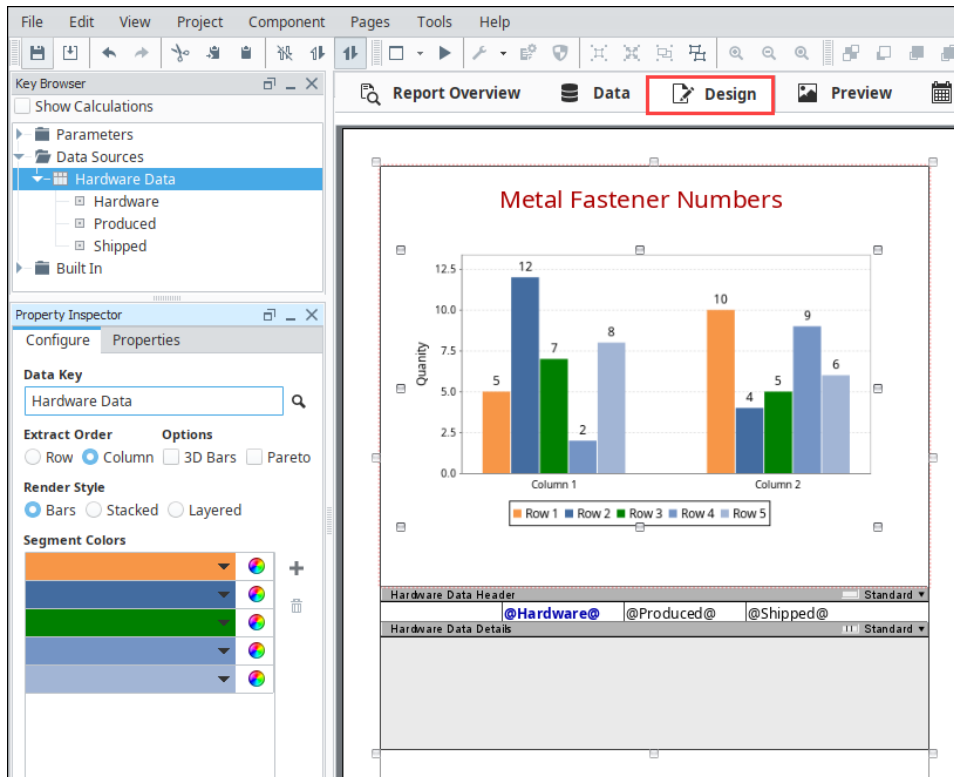 File Edit View Project Component Pages Tools Help
Key Browser
Show Calculations
Parameters
Data Sources
Hardware Data
Hardware
Produced
Shipped
Built In
Property Inspector
Configure Properties
Data Key
Hardware Data
Extract Order Options
Row Column 3D Bars Pareto
Render Style
Bars Stacked Layered
Segment Colors
Report Overview Data Design Preview
Metal Fastener Numbers
Quanity
12.5
10.0
7.5
5.0
2.5
0.0
5 12 7 2 8 10 4 5 9 6
Column 1 Column 2
Row 1 Row 2 Row 3 Row 4 Row 5
Hardware Data Header Standard
@Hardware@ @Produced@ @Shipped@
Hardware Data Details Standard